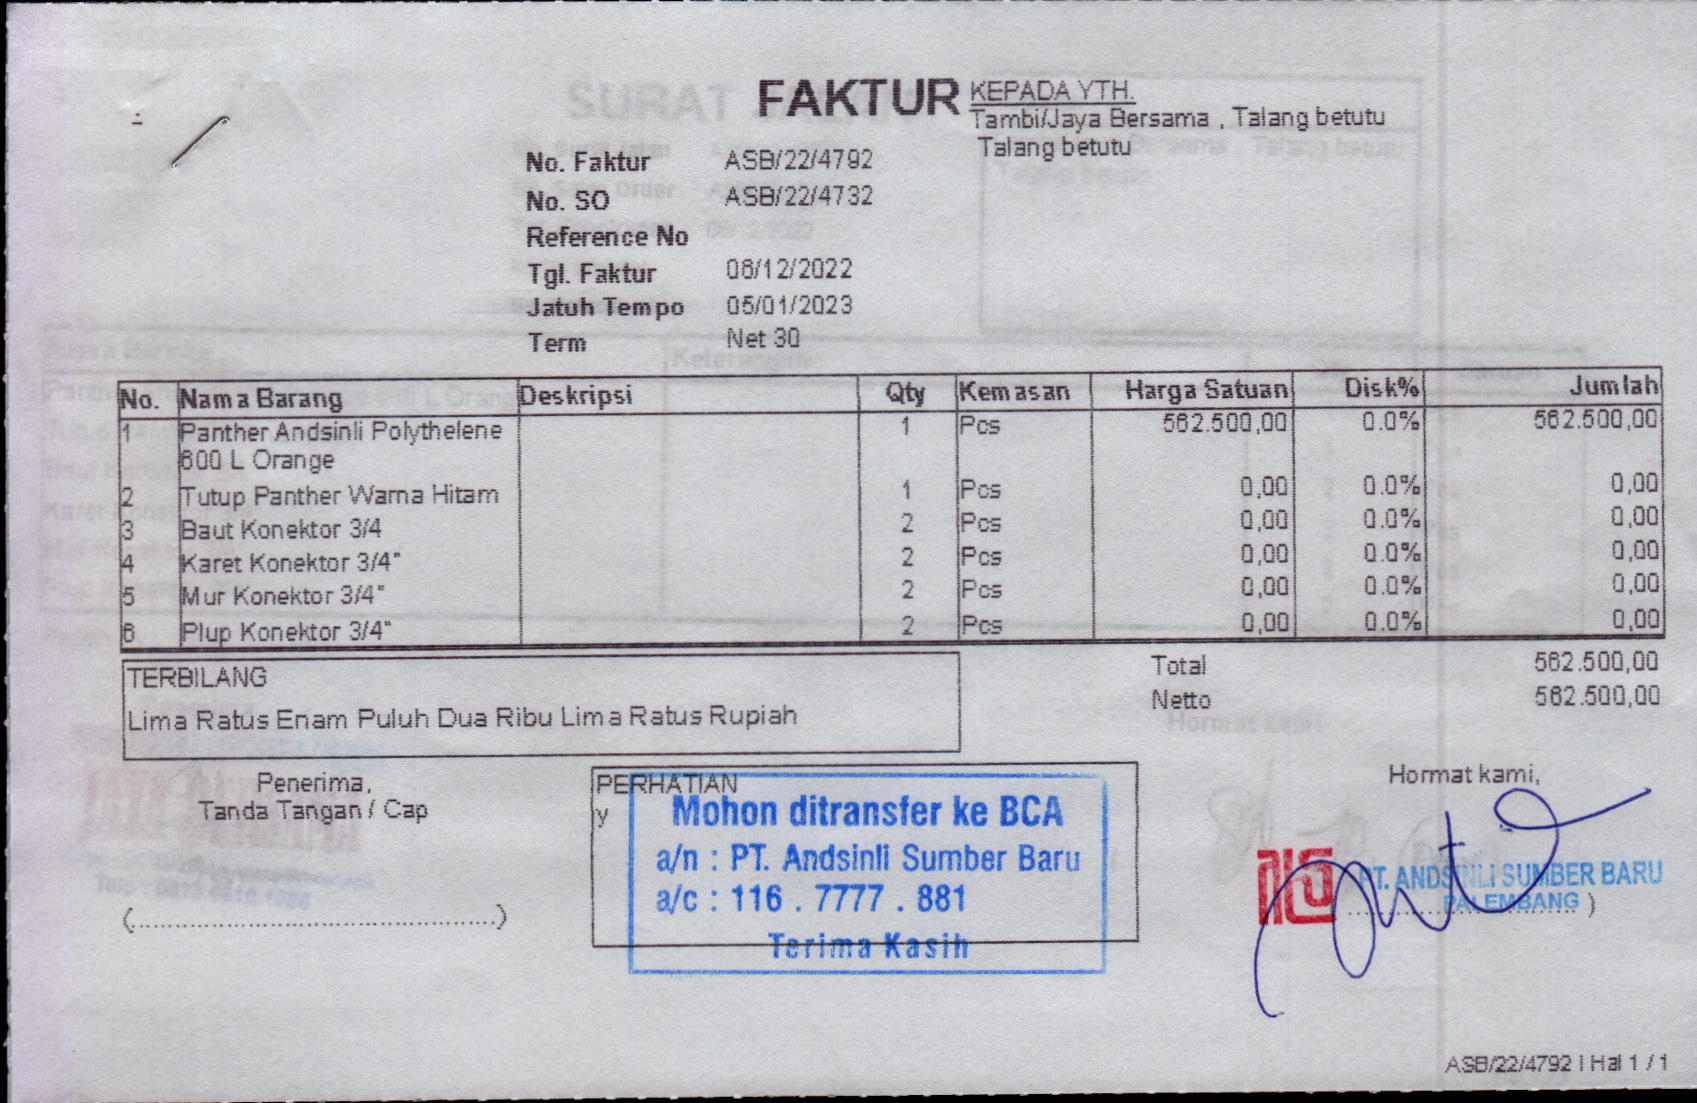 FAKTUR
KEPADA YTH.
Tambi/Jaya Bersama , Talang betutu
Talang betutu
No. Faktur ASB/22/4792
No. SO ASB/22/4732
Reference No
Tgl. Faktur 06/12/2022
Jatuh Tempo 05/01/2023
Term Net 30
No. Nama Barang Deskripsi Qty Kemasan Harga Satuan Disk% Jumlah
1 Panther Andsinli Polythelene 1 Pcs 562.500,00 0.0% 562.500,00
600 L Orange
2 Tutup Panther Warna Hitam 1 Pcs 0,00 0.0% 0,00
3 Baut Konektor 3/4 2 Pcs 0,00 0.0% 0,00
4 Karet Konektor 3/4" 2 Pcs 0,00 0.0% 0,00
5 Mur Konektor 3/4" 2 Pcs 0,00 0.0% 0,00
6 Plup Konektor 3/4" 2 Pcs 0,00 0.0% 0,00
TERBILANG
Lima Ratus Enam Puluh Dua Ribu Lima Ratus Rupiah
Total 562.500,00
Netto 562.500,00
Penerima,
Tanda Tangan / Cap
(..........................................)
PERHATIAN
y
Mohon ditransfer ke BCA
a/n : PT. Andsinli Sumber Baru
a/c : 116 . 7777 . 881
Terima Kasih
Hormat kami,
PT. ANDSINLI SUMBER BARU
PALEMBANG
ASB/22/4792 | Hal 1 / 1